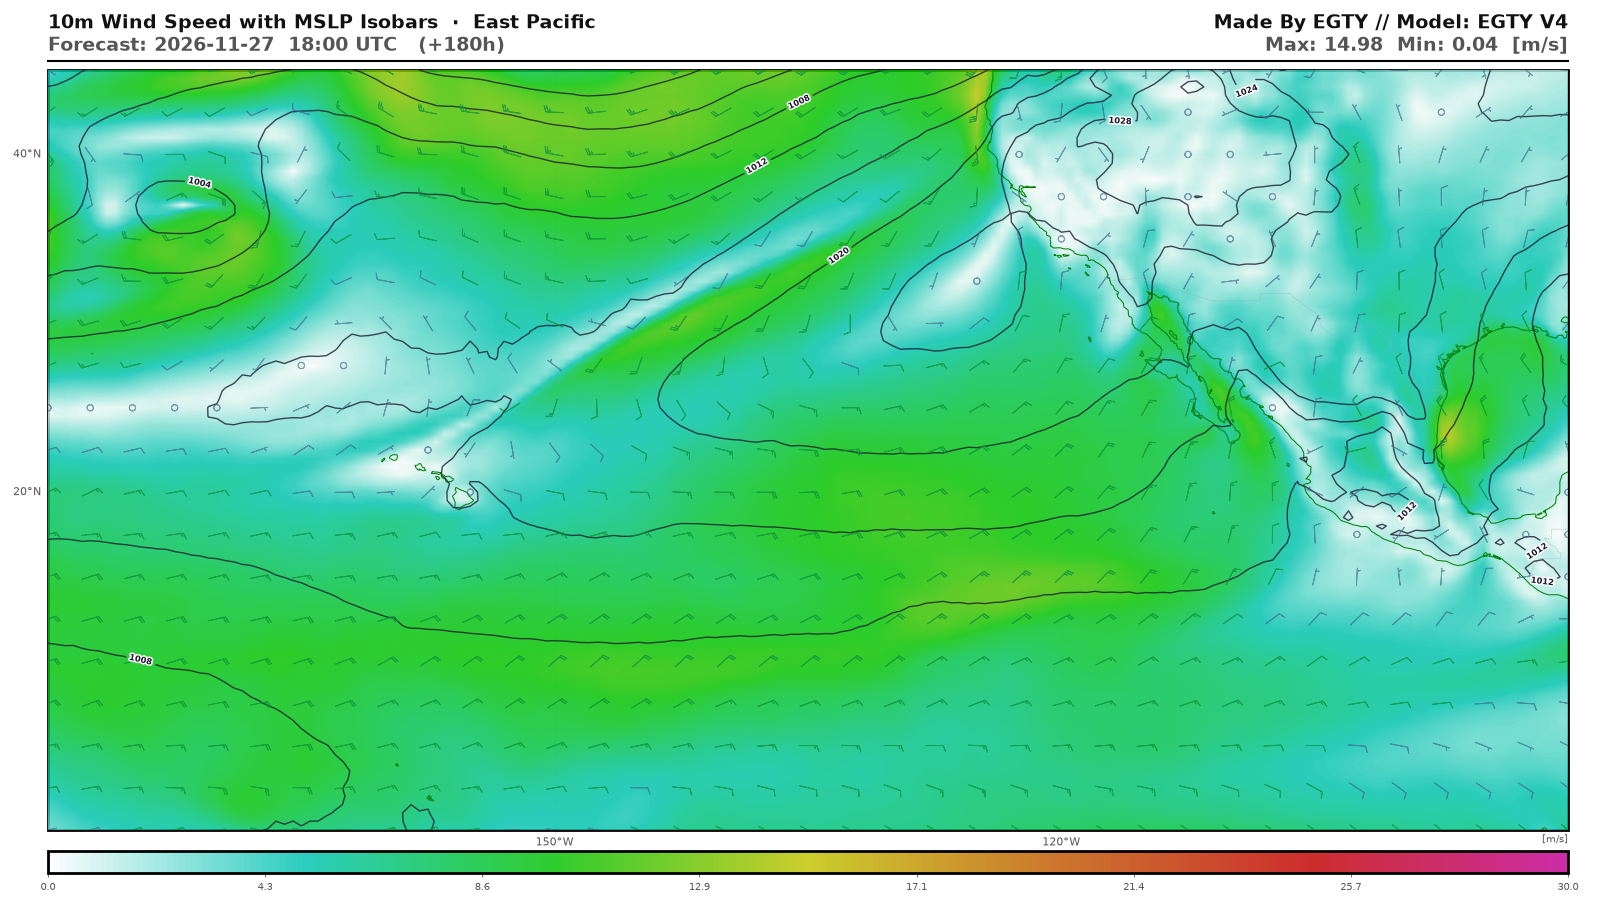 10m Wind Speed with MSLP Isobars · East Pacific
Made By EGTY // Model: EGTY V4
Forecast: 2026-11-27 18:00 UTC (+180h)
Max: 14.98 Min: 0.04 [m/s]
1024
1008
1028
40°N
1012
1004
1020
20°N
1012
1012
1012
1008
150°W
120°W
[m/s]
0.0
4.3
8.6
12.9
17.1
21.4
25.7
30.0